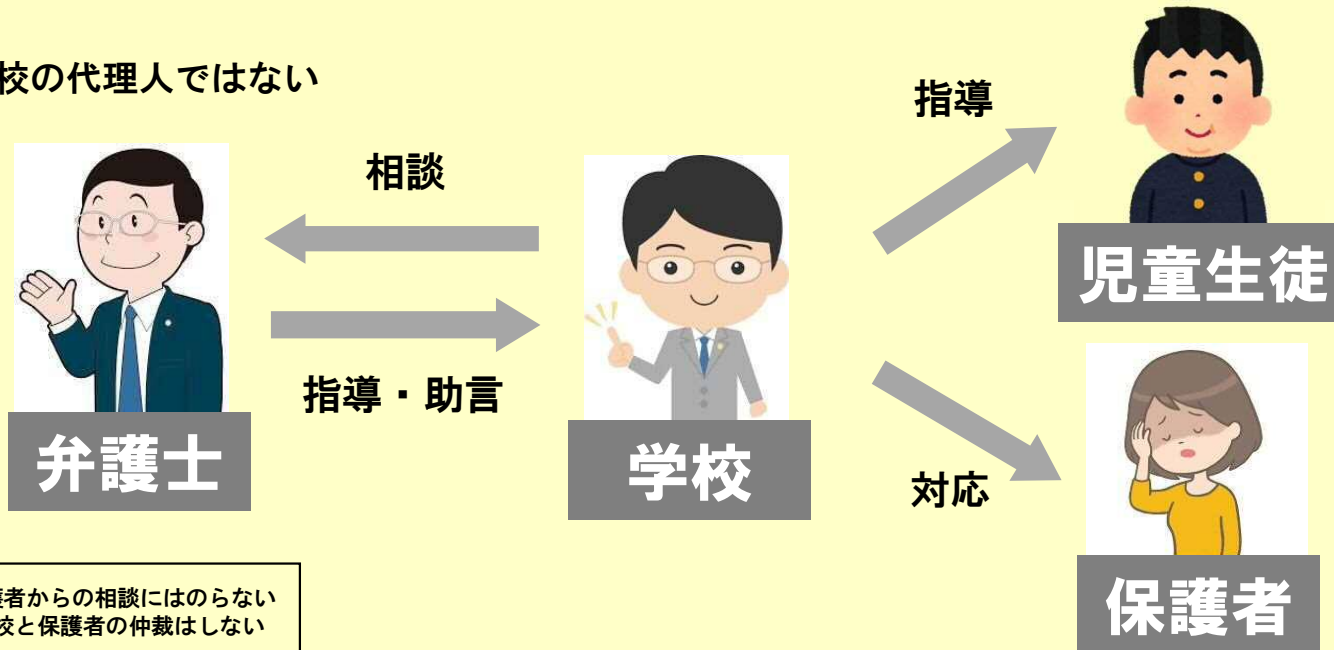 校の代理人ではない
指導
相談
児童生徒
指導・助言
弁護士
学校
対応
護者からの相談にはのらない
校と保護者の仲裁はしない
保護者